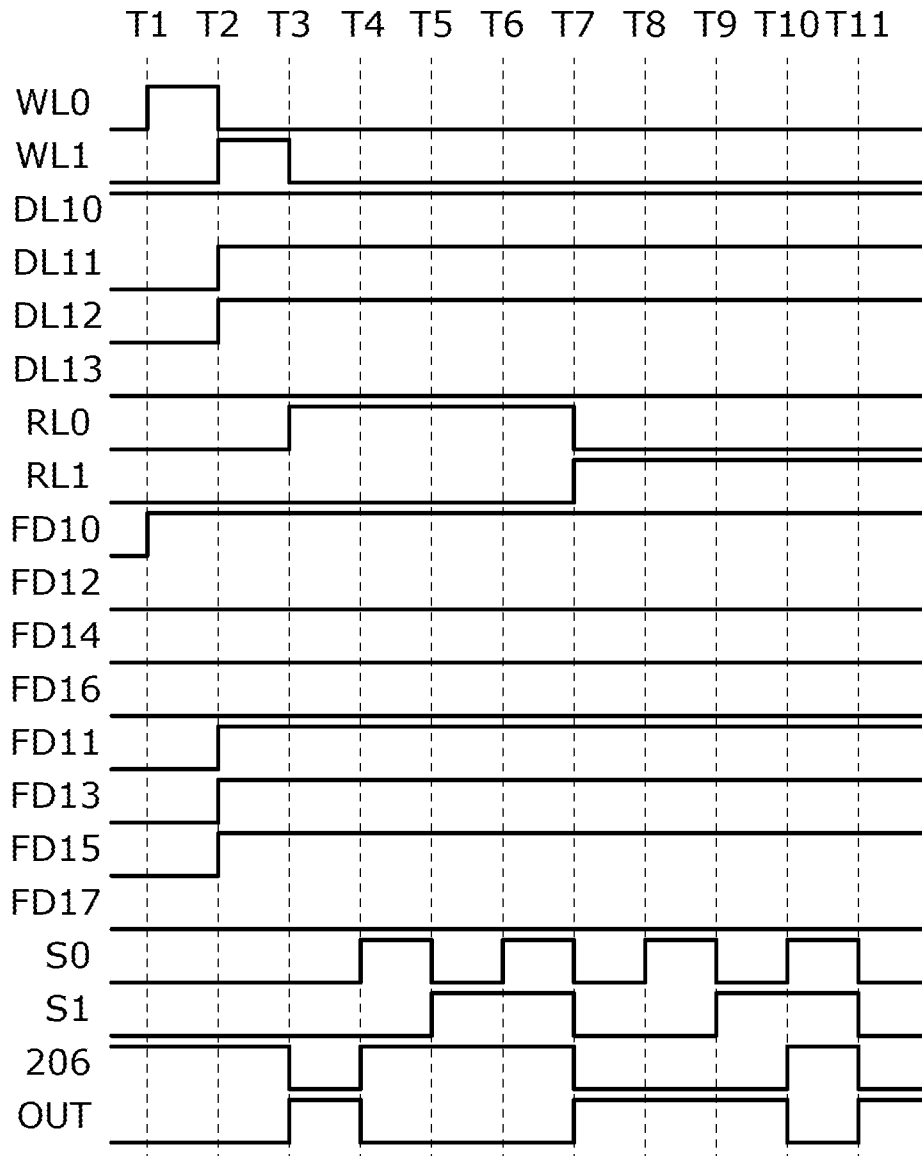 T1 T2 T3 T4 T5 T6 T7 T8 T9 T10 T11
WL0
WL1
DL10
DL11
DL12
DL13
RL0
RL1
FD10
FD12
FD14
FD16
FD11
FD13
FD15
FD17
S0
S1
206
OUT